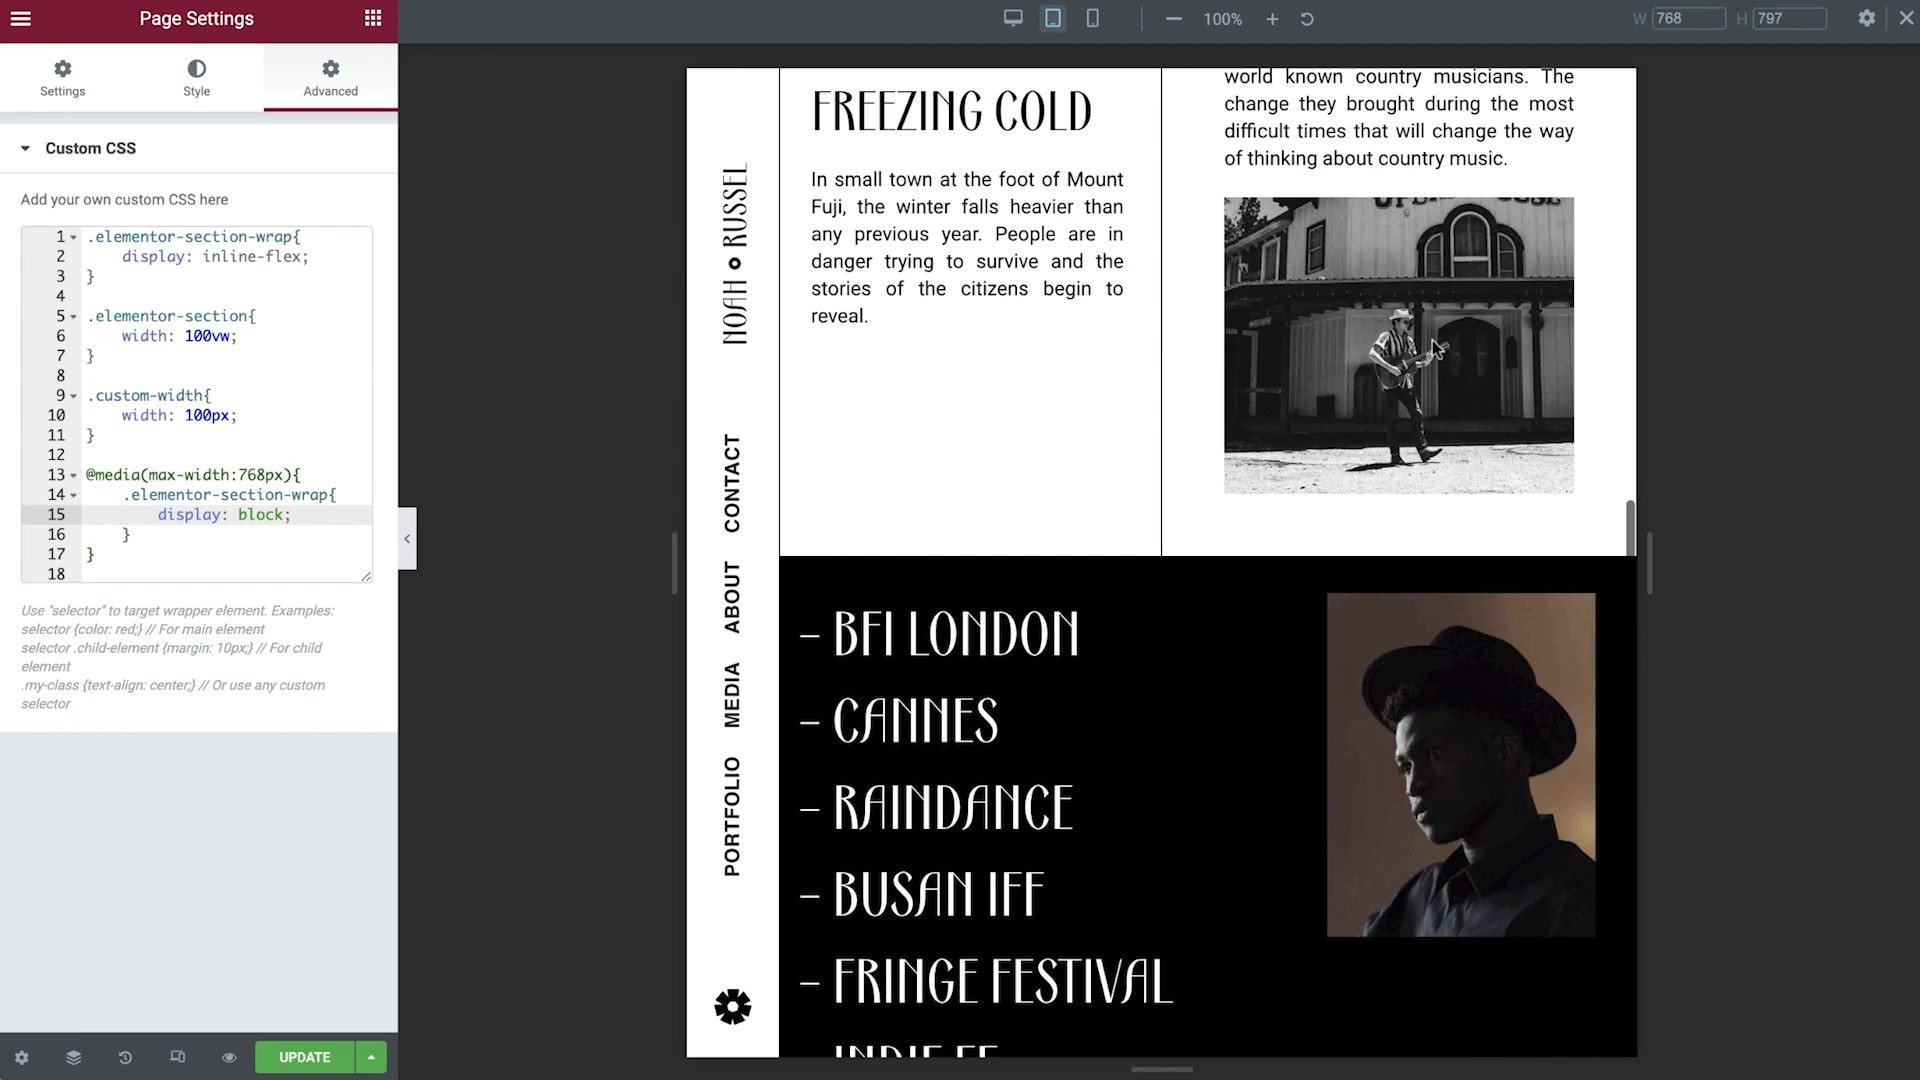 Page Settings
100%
W 768
H 797
Settings
Style
Advanced
Custom CSS
Add your own custom CSS here
1 .elementor-section-wrap{
2 display: inline-flex;
3 }
4
5 .elementor-section{
6 width: 100vw;
7 }
8
9 .custom-width{
10 width: 100px;
11 }
12
13 @media(max-width:768px){
14 .elementor-section-wrap{
15 display: block;
16 }
17 }
18
Use "selector" to target wrapper element. Examples:
selector {color: red;} // For main element
selector .child-element {margin: 10px;} // For child
element
.my-class {text-align: center;} // Or use any custom
selector
UPDATE
NOAH RUSSEL
CONTACT
ABOUT
MEDIA
PORTFOLIO
FREEZING COLD
In small town at the foot of Mount
Fuji, the winter falls heavier than
any previous year. People are in
danger trying to survive and the
stories of the citizens begin to
reveal.
world known country musicians. The
change they brought during the most
difficult times that will change the way
of thinking about country music.
– BFI LONDON
– CANNES
– RAINDANCE
– BUSAN IFF
– FRINGE FESTIVAL